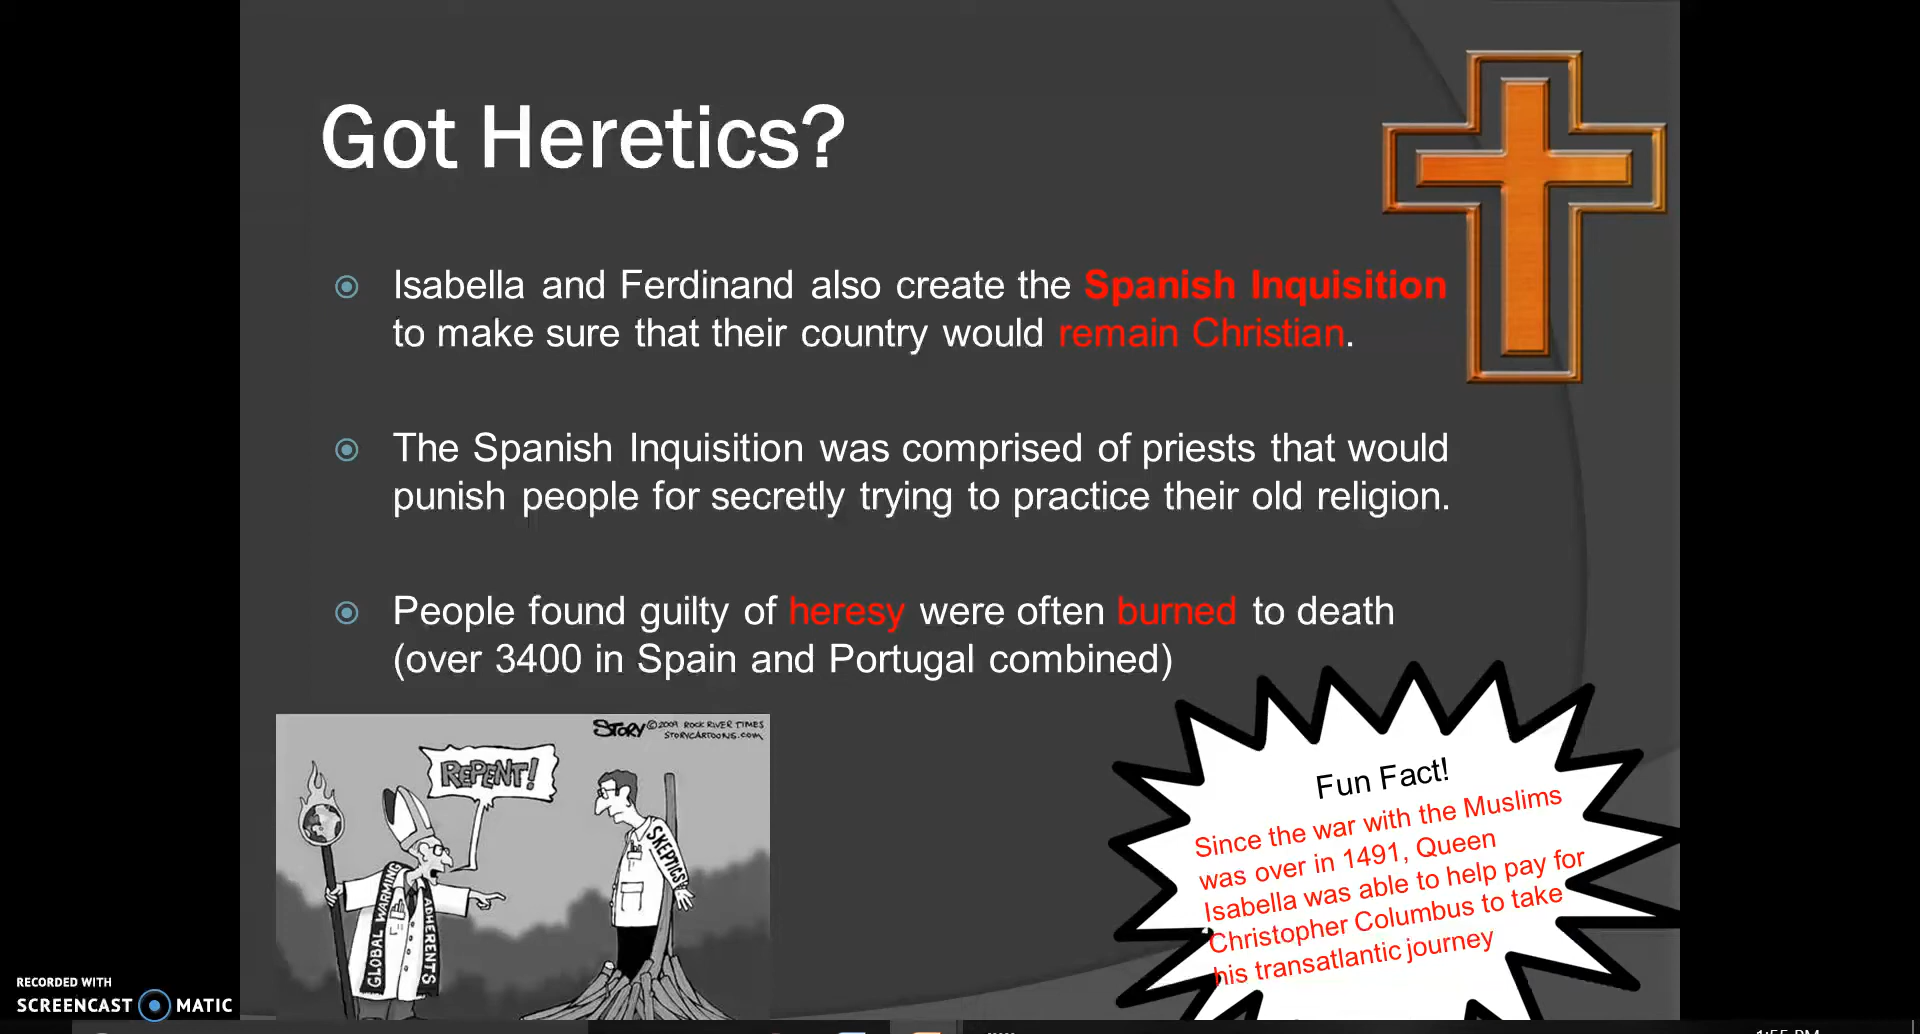 Got Heretics?
Isabella and Ferdinand also create the Spanish Inquisition
to make sure that their country would remain Christian.
The Spanish Inquisition was comprised of priests that would
punish people for secretly trying to practice their old religion.
People found guilty of heresy were often burned to death
(over 3400 in Spain and Portugal combined)
STORY ©2009 ROCK RIVER TIMES
STORYCARTOONS.COM
REPENT!
SKEPTICS
GLOBAL WARMING
ADHERENTS
Fun Fact!
Since the war with the Muslims
was over in 1491, Queen
Isabella was able to help pay for
Christopher Columbus to take
his transatlantic journey
RECORDED WITH
SCREENCAST MATIC
1:55 PM